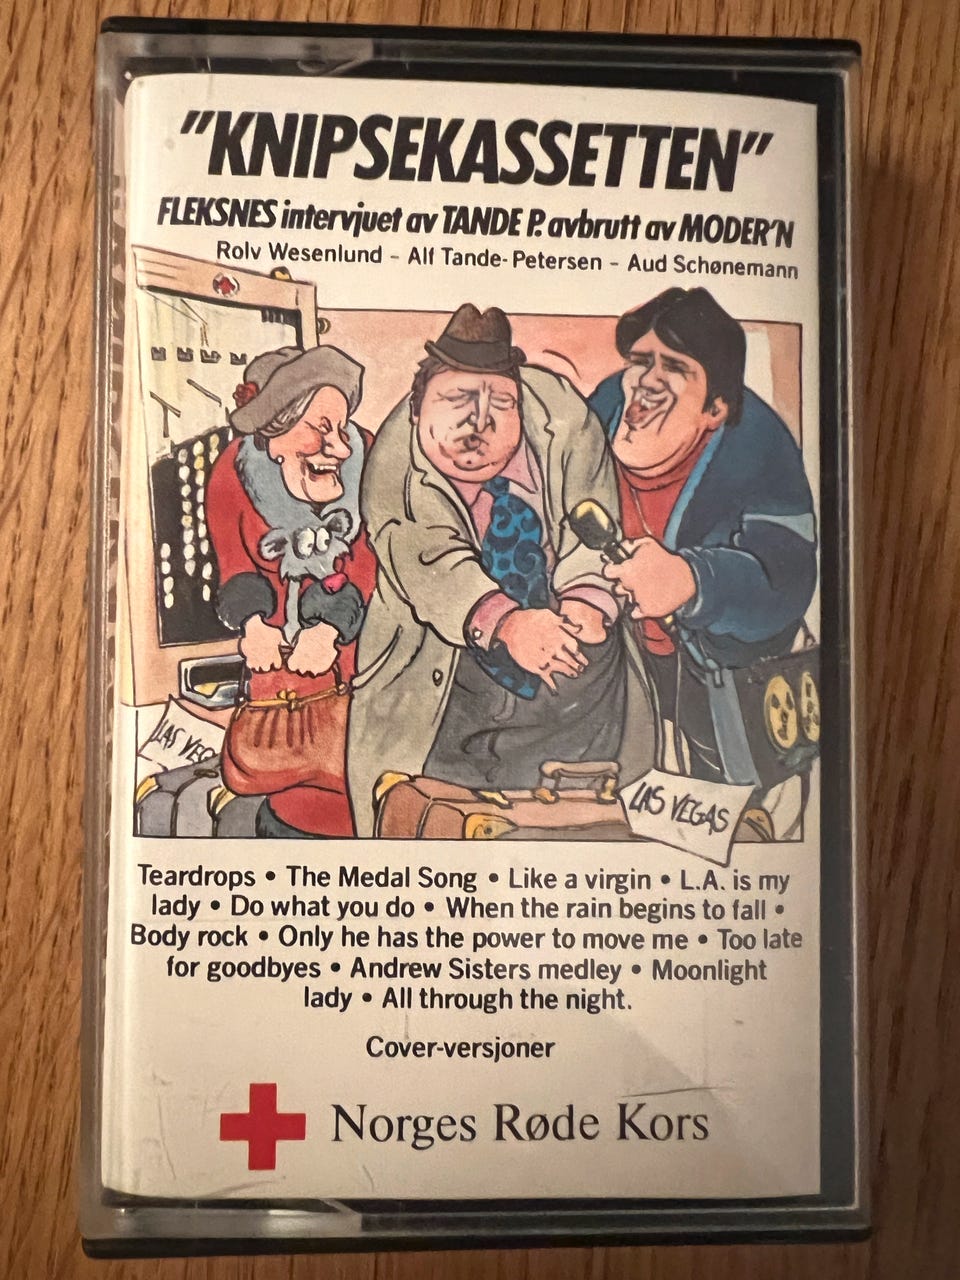 "KNIPSEKASSETTEN"
FLEKSNES intervjuet av TANDE P. avbrutt av MODER'N
Rolv Wesenlund - Alf Tande-Petersen - Aud Schønemann
LAS VEG
LAS VEGAS
Teardrops • The Medal Song • Like a virgin • L.A. is my
lady • Do what you do • When the rain begins to fall •
Body rock • Only he has the power to move me • Too late
for goodbyes • Andrew Sisters medley • Moonlight
lady • All through the night.
Cover-versjoner
Norges Røde Kors